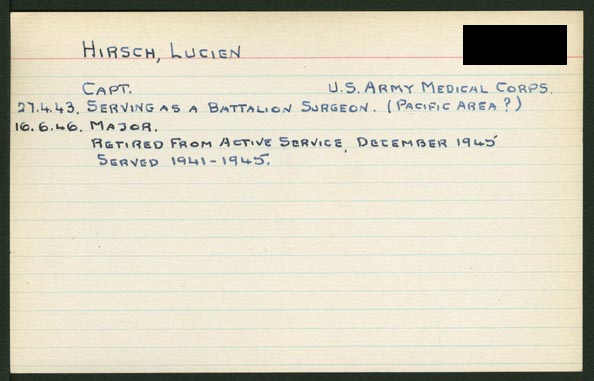 HIRSCH, LUCIEN
CAPT. U.S. ARMY MEDICAL CORPS.
27.4.43. SERVING AS A BATTALION SURGEON. (PACIFIC AREA?)
16.6.46. MAJOR.
RETIRED FROM ACTIVE SERVICE, DECEMBER 1945
SERVED 1941-1945.